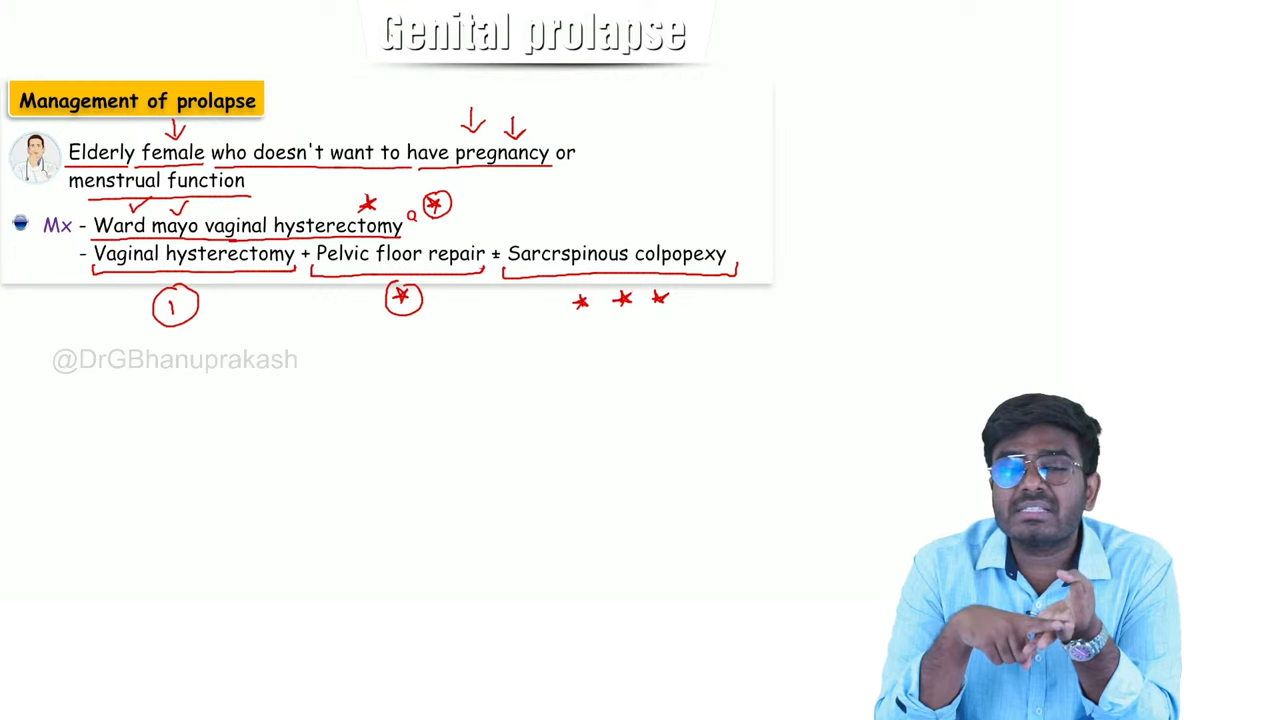 Genital prolapse
Management of prolapse
Elderly female who doesn't want to have pregnancy or
menstrual function
Mx - Ward mayo vaginal hysterectomy
- Vaginal hysterectomy + Pelvic floor repair ± Sarcrspinous colpopexy
1
@DrGBhanuprakash